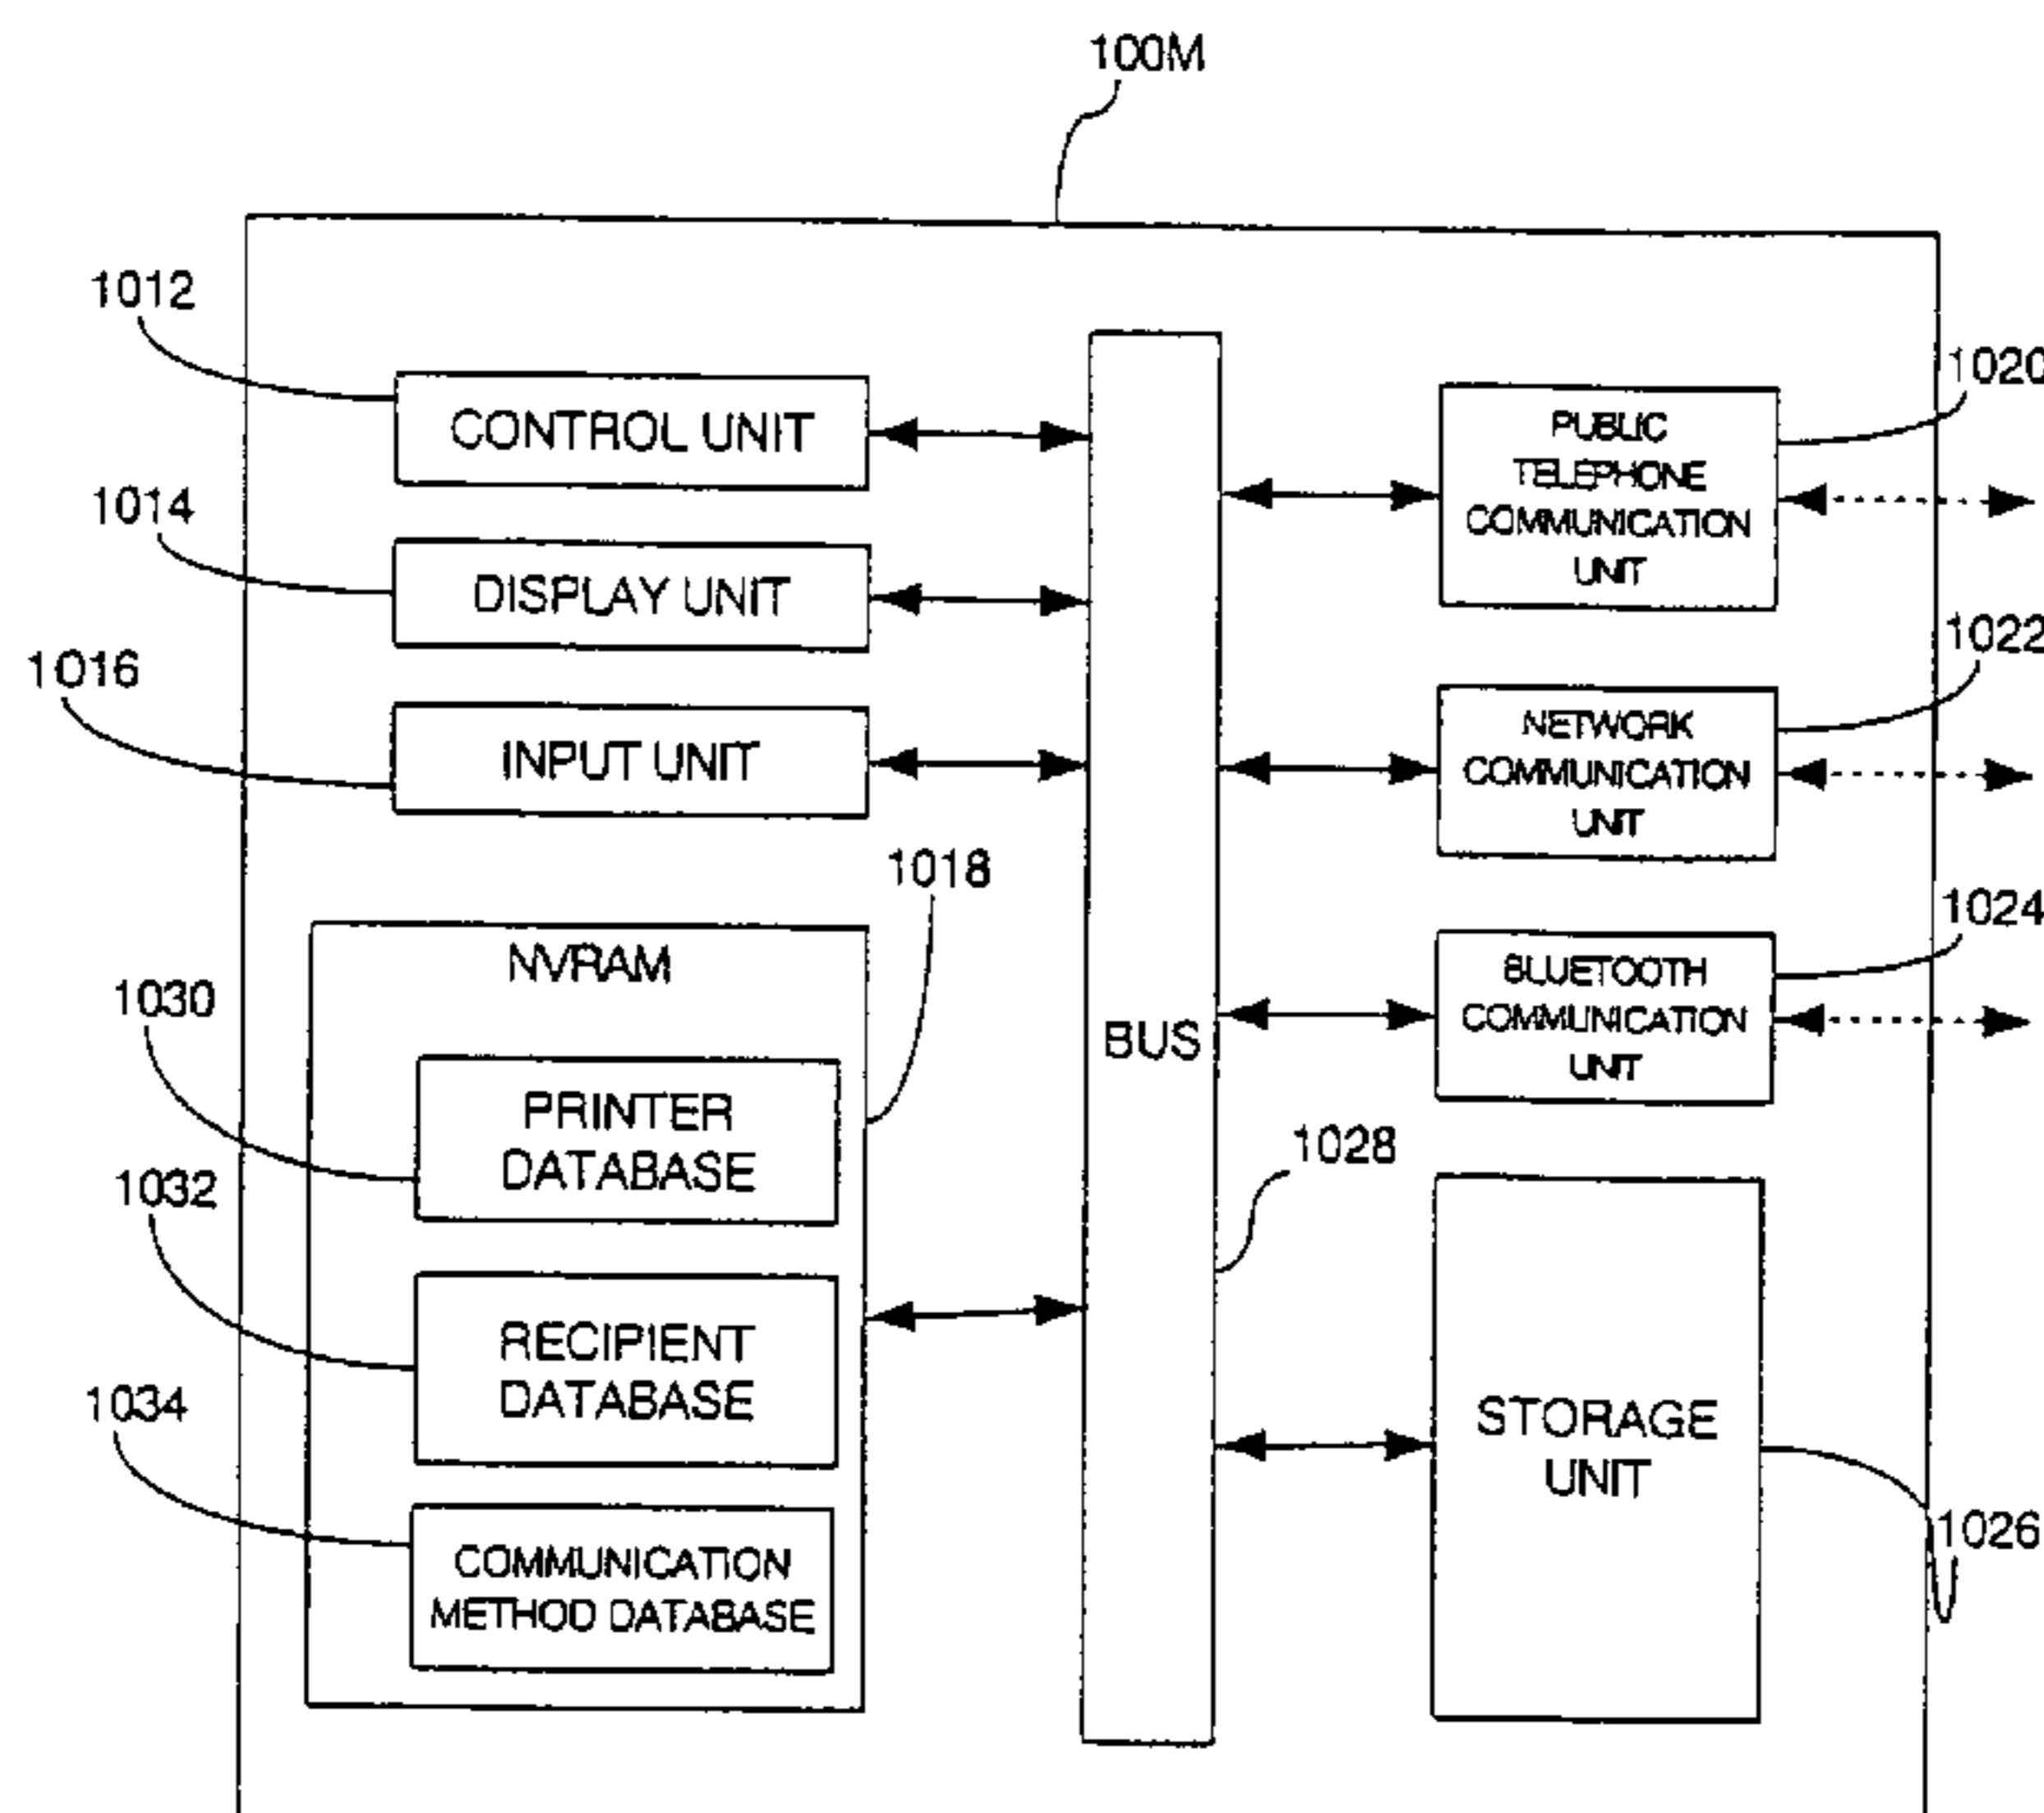 100M
1012
CONTROL UNIT
1014
DISPLAY UNIT
1016
INPUT UNIT
1018
NVRAM
1030
PRINTER
DATABASE
1032
RECIPIENT
DATABASE
1034
COMMUNICATION
METHOD DATABASE
BUS
1028
1020
PUBLIC
TELEPHONE
COMMUNICATION
UNIT
1022
NETWORK
COMMUNICATION
UNIT
1024
BLUETOOTH
COMMUNICATION
UNIT
STORAGE
UNIT
1026